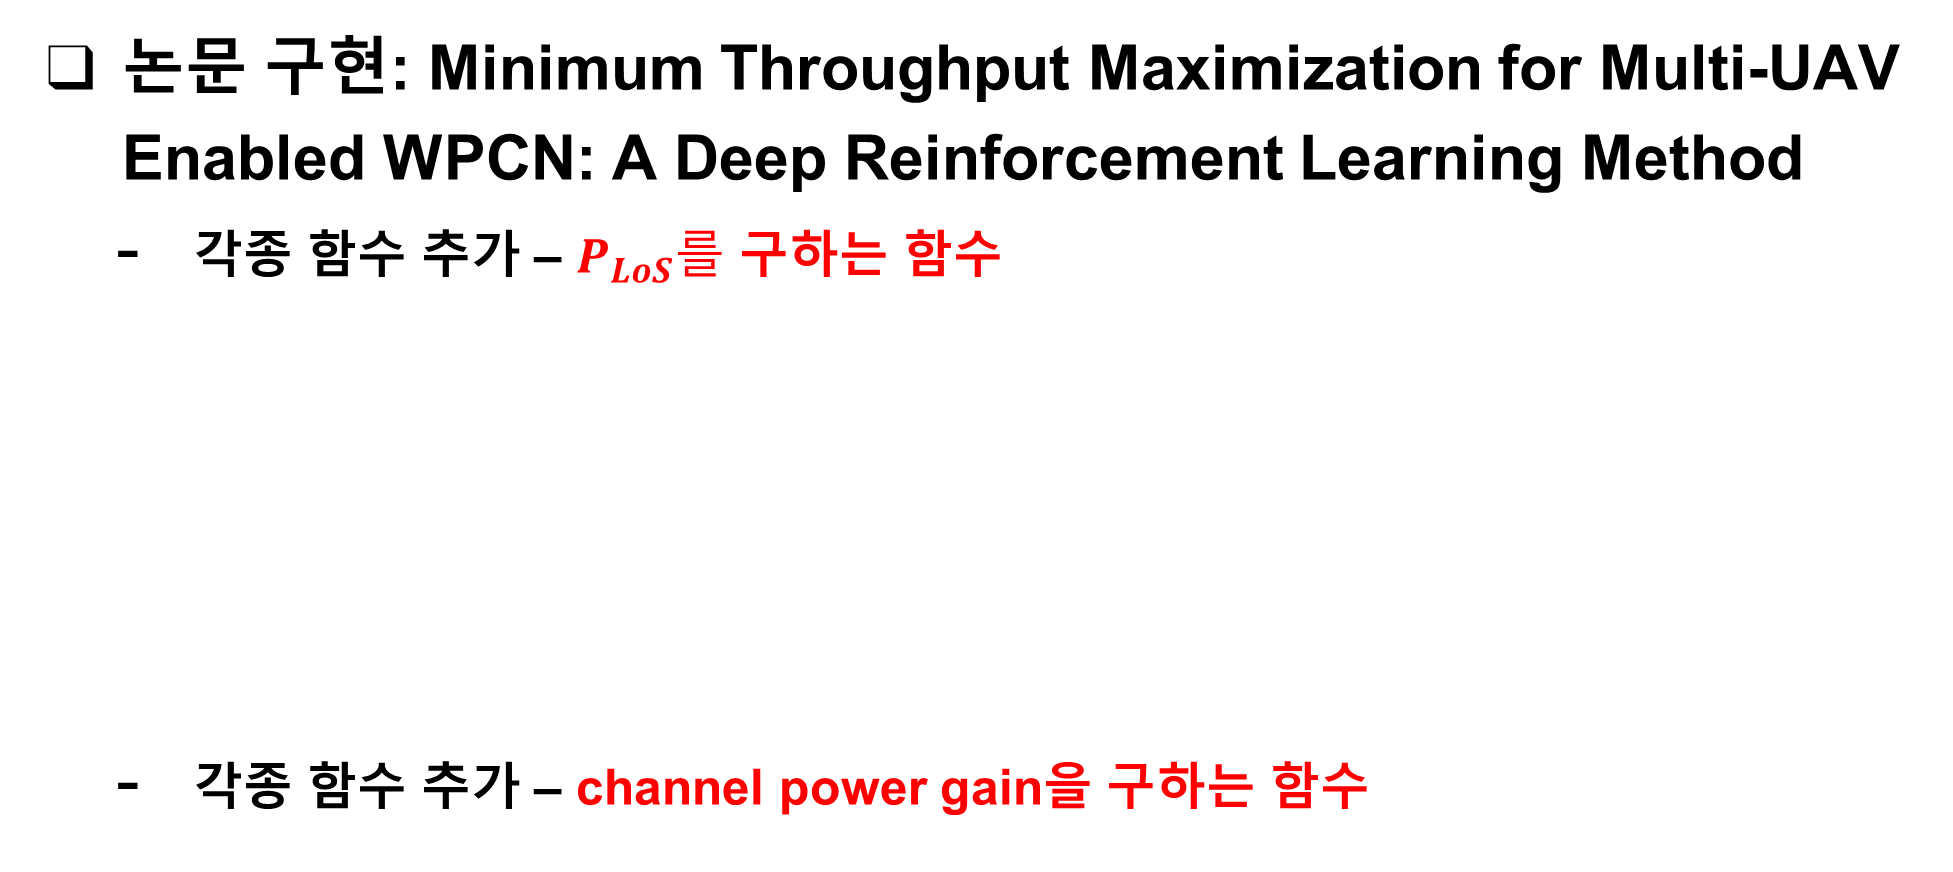 ❑ 논문 구현: Minimum Throughput Maximization for Multi-UAV
Enabled WPCN: A Deep Reinforcement Learning Method
- 각종 함수 추가 – P_LoS를 구하는 함수
- 각종 함수 추가 – channel power gain을 구하는 함수